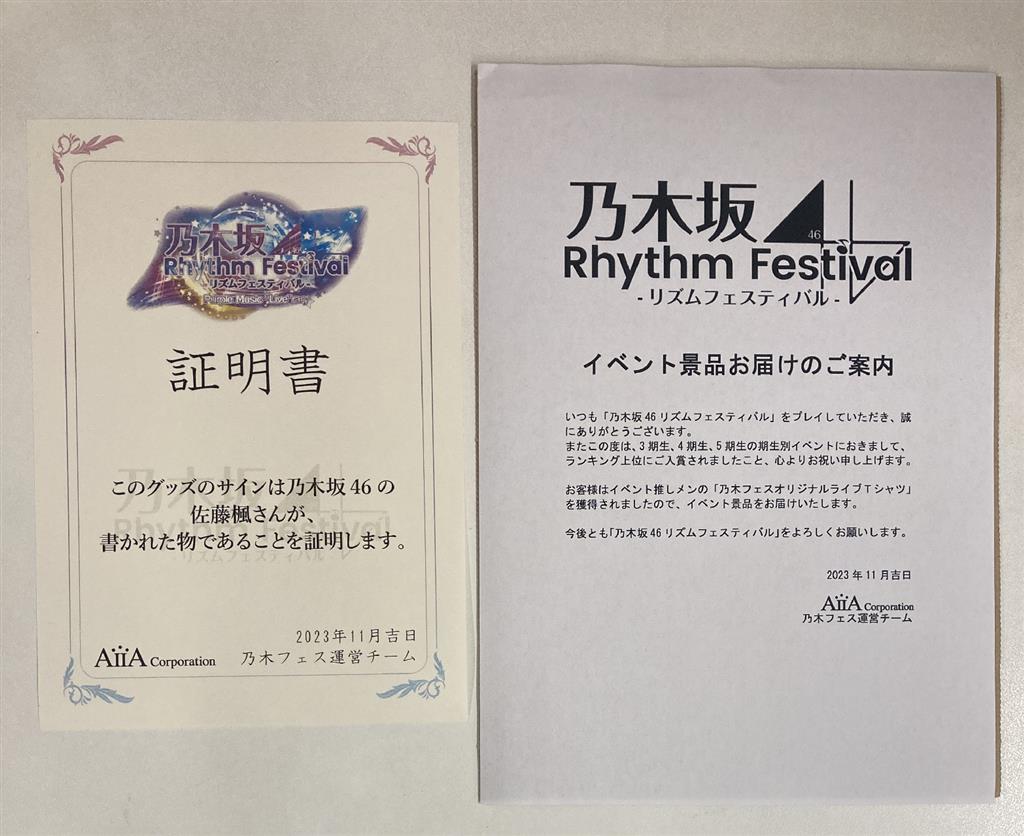 乃木坂46
Rhythm Festival
-リズムフェスティバル-
証明書
このグッズのサインは乃木坂46の
佐藤楓さんが、
書かれた物であることを証明します。
2023年11月吉日
AiiA Corporation
乃木フェス運営チーム
乃木坂46
Rhythm Festival
-リズムフェスティバル-
イベント景品お届けのご案内
いつも「乃木坂46リズムフェスティバル」をプレイしていただき、誠
にありがとうございます。
またこの度は、3期生、4期生、5期生の期生別イベントにおきまして、
ランキング上位にご入賞されましたこと、心よりお祝い申し上げます。
お客様はイベント推しメンの「乃木フェスオリジナルライブTシャツ」
を獲得されましたので、イベント景品をお届けいたします。
今後とも「乃木坂46リズムフェスティバル」をよろしくお願いします。
2023年11月吉日
AiiA Corporation
乃木フェス運営チーム